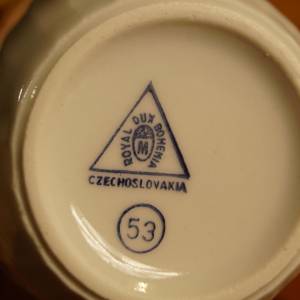 ROYAL DUX BOHEMIA
M
CZECHOSLOVAKIA
53